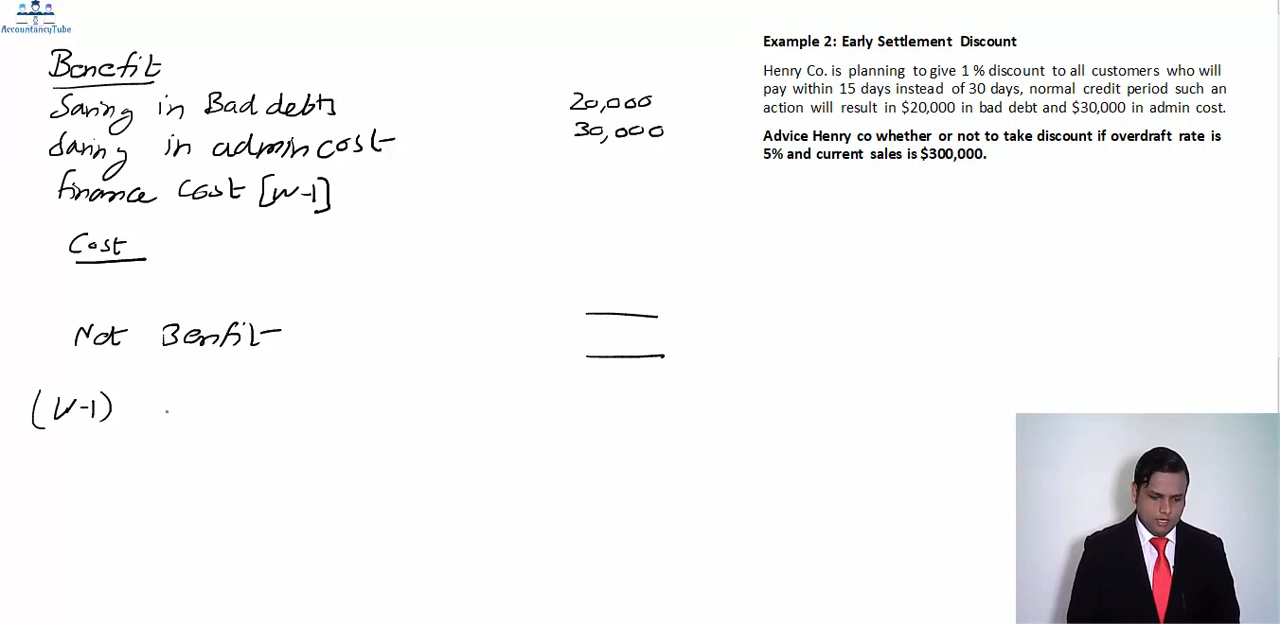 AccountancyTube
Benefit
Saving in Bad debts 20,000
Saving in admin cost 30,000
finance cost [W-1]
Cost
Net Benfit
(W-1)
Example 2: Early Settlement Discount
Henry Co. is planning to give 1 % discount to all customers who will
pay within 15 days instead of 30 days, normal credit period such an
action will result in $20,000 in bad debt and $30,000 in admin cost.
Advice Henry co whether or not to take discount if overdraft rate is
5% and current sales is $300,000.